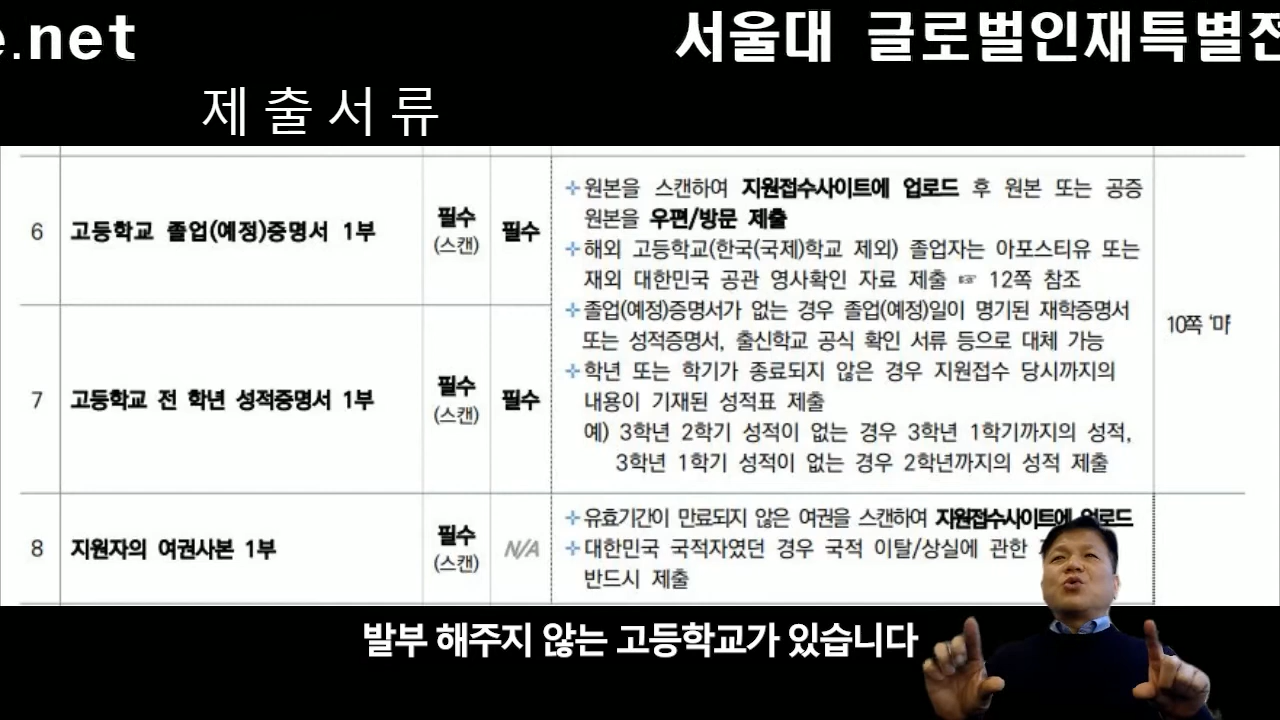 e.net 서울대 글로벌인재특별전
제출서류
6 고등학교 졸업(예정)증명서 1부 필수 (스캔) 필수
✢원본을 스캔하여 지원접수사이트에 업로드 후 원본 또는 공증
원본을 우편/방문 제출
✢해외 고등학교(한국(국제)학교 제외) 졸업자는 아포스티유 또는
재외 대한민국 공관 영사확인 자료 제출 ☞ 12쪽 참조
✢졸업(예정)증명서가 없는 경우 졸업(예정)일이 명기된 재학증명서
또는 성적증명서, 출신학교 공식 확인 서류 등으로 대체 가능
10쪽 '마'
7 고등학교 전 학년 성적증명서 1부 필수 (스캔) 필수
✢학년 또는 학기가 종료되지 않은 경우 지원접수 당시까지의
내용이 기재된 성적표 제출
예) 3학년 2학기 성적이 없는 경우 3학년 1학기까지의 성적,
3학년 1학기 성적이 없는 경우 2학년까지의 성적 제출
8 지원자의 여권사본 1부 필수 (스캔) N/A
✢유효기간이 만료되지 않은 여권을 스캔하여 지원접수사이트에 업로드
✢대한민국 국적자였던 경우 국적 이탈/상실에 관한
반드시 제출
발부 해주지 않는 고등학교가 있습니다